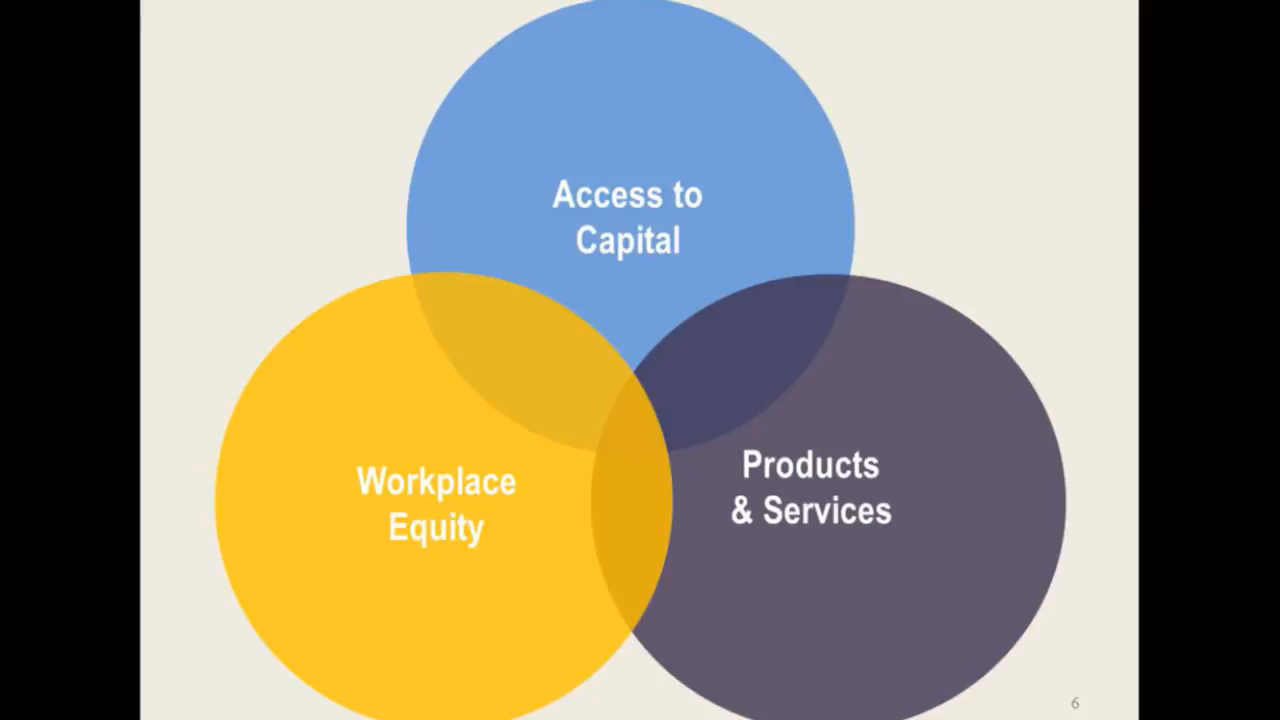 Access to
Capital
Workplace
Equity
Products
& Services
6